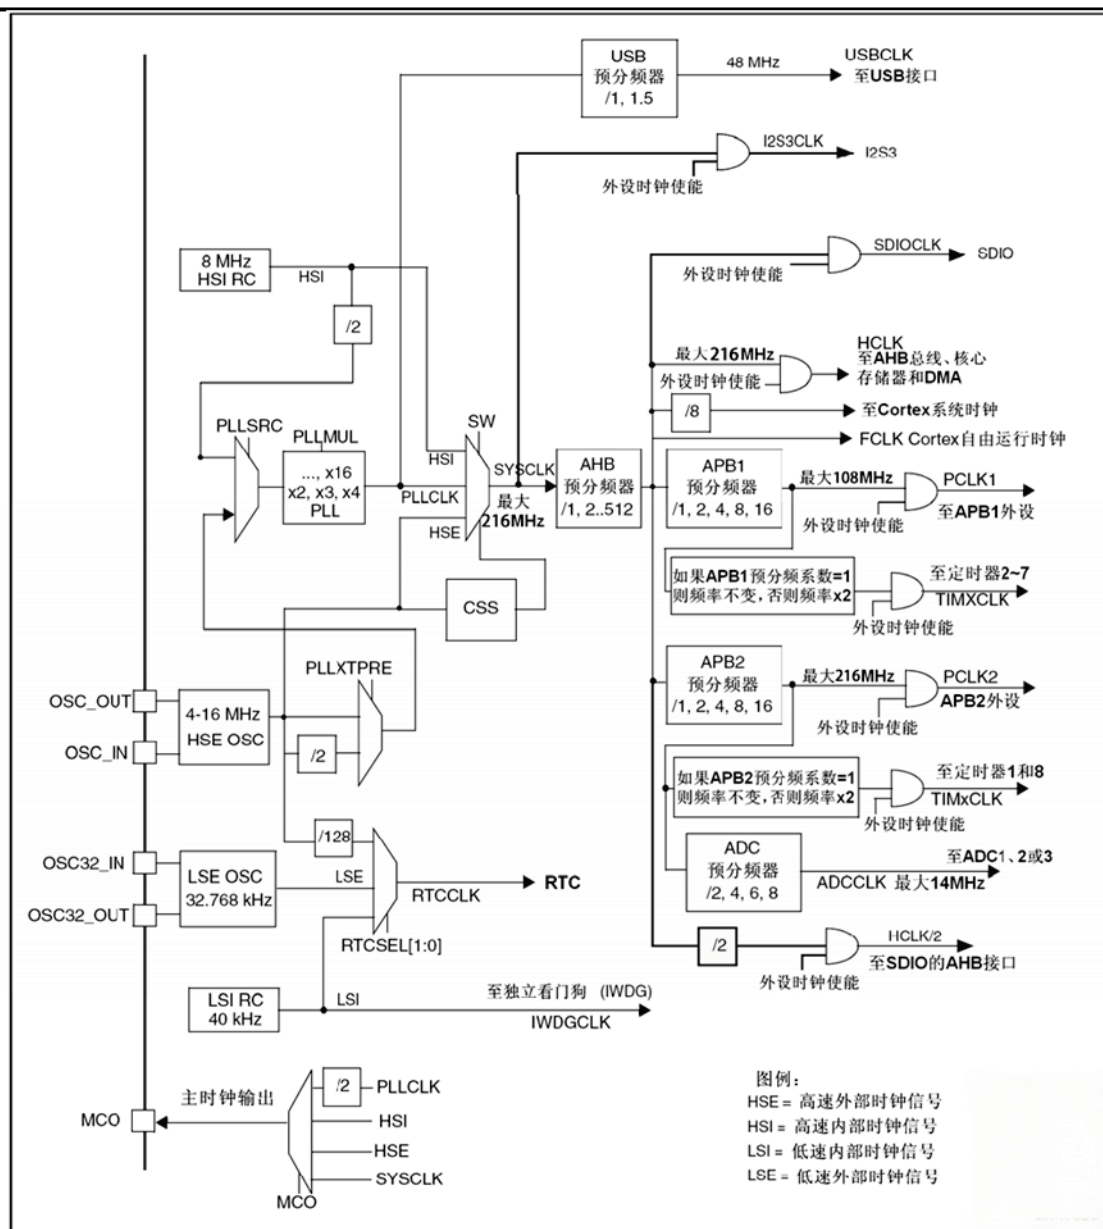 USB
预分频器
/1, 1.5
48 MHz
USBCLK
至USB接口
I2S3CLK
I2S3
外设时钟使能
8 MHz
HSI RC
HSI
/2
SDIOCLK
SDIO
外设时钟使能
最大216MHz
HCLK
至AHB总线、核心
存储器和DMA
外设时钟使能
/8
至Cortex系统时钟
FCLK Cortex自由运行时钟
PLLSRC
PLLMUL
..., x16
x2, x3, x4
PLL
SW
HSI
PLLCLK
HSE
SYSCLK
最大
216MHz
AHB
预分频器
/1, 2..512
APB1
预分频器
/1, 2, 4, 8, 16
最大108MHz
PCLK1
至APB1外设
外设时钟使能
如果APB1预分频系数=1
则频率不变，否则频率x2
至定时器2~7
TIMXCLK
外设时钟使能
CSS
PLLXTPRE
OSC_OUT
OSC_IN
4-16 MHz
HSE OSC
/2
APB2
预分频器
/1, 2, 4, 8, 16
最大216MHz
PCLK2
APB2外设
外设时钟使能
如果APB2预分频系数=1
则频率不变，否则频率x2
至定时器1和8
TIMxCLK
外设时钟使能
/128
OSC32_IN
OSC32_OUT
LSE OSC
32.768 kHz
LSE
RTCCLK
RTC
RTCSEL[1:0]
ADC
预分频器
/2, 4, 6, 8
至ADC1、2或3
ADCCLK 最大14MHz
/2
HCLK/2
至SDIO的AHB接口
外设时钟使能
LSI RC
40 kHz
LSI
至独立看门狗 (IWDG)
IWDGCLK
MCO
主时钟输出
/2
PLLCLK
HSI
HSE
SYSCLK
MCO
图例：
HSE = 高速外部时钟信号
HSI = 高速内部时钟信号
LSI = 低速内部时钟信号
LSE = 低速外部时钟信号